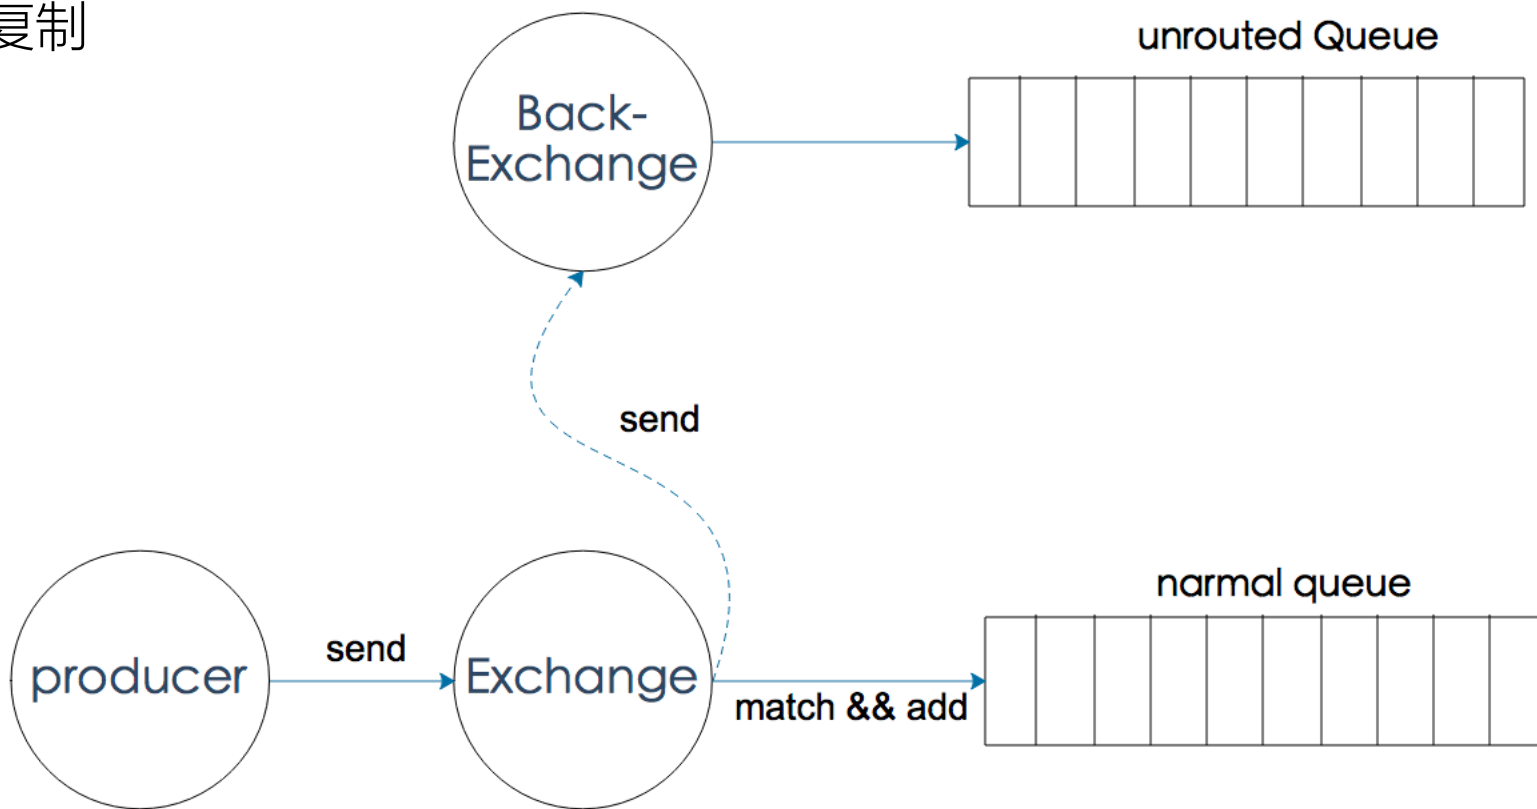 复制
unrouted Queue
Back-
Exchange
send
narmal queue
producer
send
Exchange
match && add